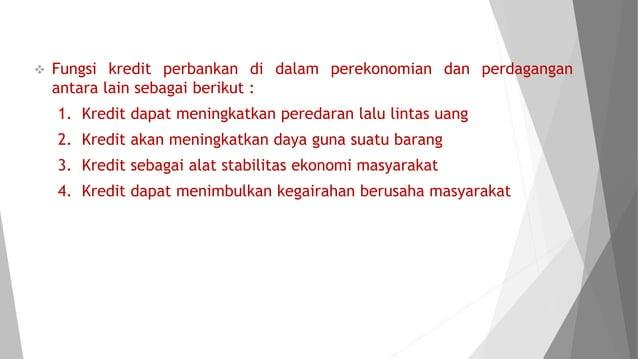 ❖ Fungsi kredit perbankan di dalam perekonomian dan perdagangan
antara lain sebagai berikut :
1. Kredit dapat meningkatkan peredaran lalu lintas uang
2. Kredit akan meningkatkan daya guna suatu barang
3. Kredit sebagai alat stabilitas ekonomi masyarakat
4. Kredit dapat menimbulkan kegairahan berusaha masyarakat